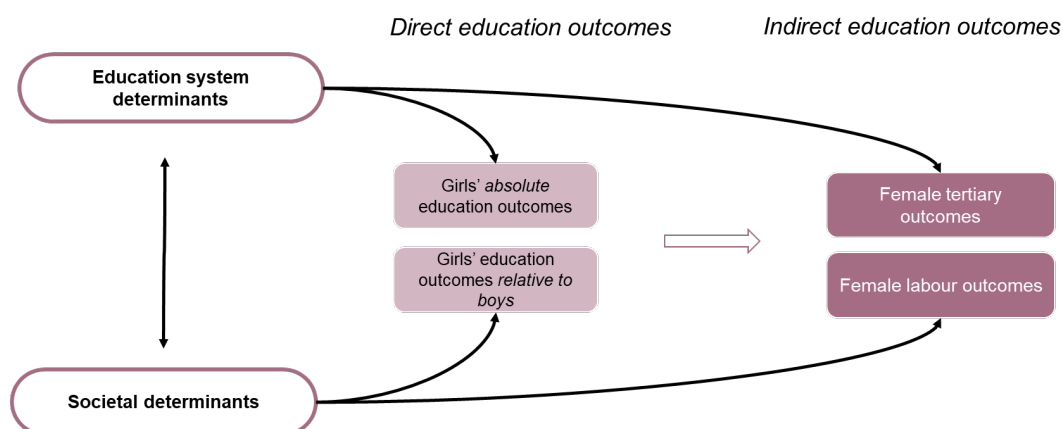 Direct education outcomes
Indirect education outcomes
Education system
determinants
Girls’ absolute
education outcomes
Female tertiary
outcomes
Girls’ education
outcomes relative to
boys
Female labour outcomes
Societal determinants